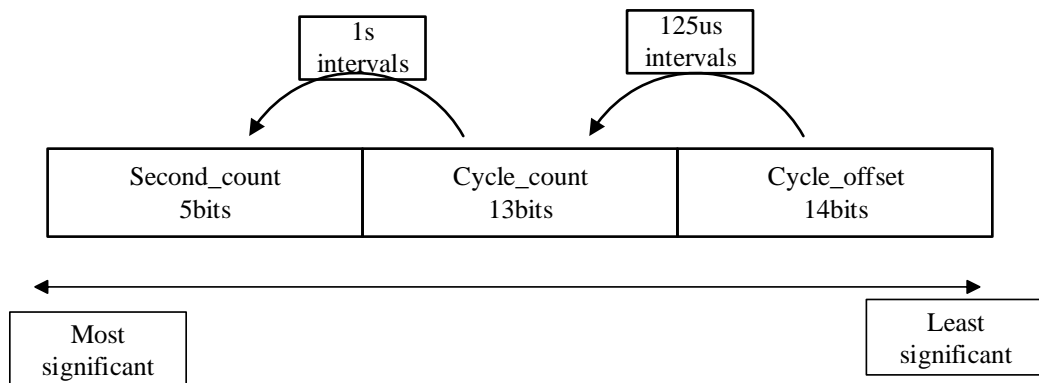 1s
intervals
125us
intervals
Second_count
5bits
Cycle_count
13bits
Cycle_offset
14bits
Most
significant
Least
significant